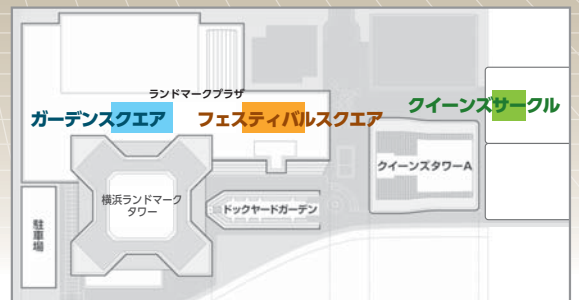 ランドマークプラザ
ガーデンスクエア
フェスティバルスクエア
クイーンズサークル
クイーンズタワーA
横浜ランドマーク
タワー
ドックヤードガーデン
駐車場